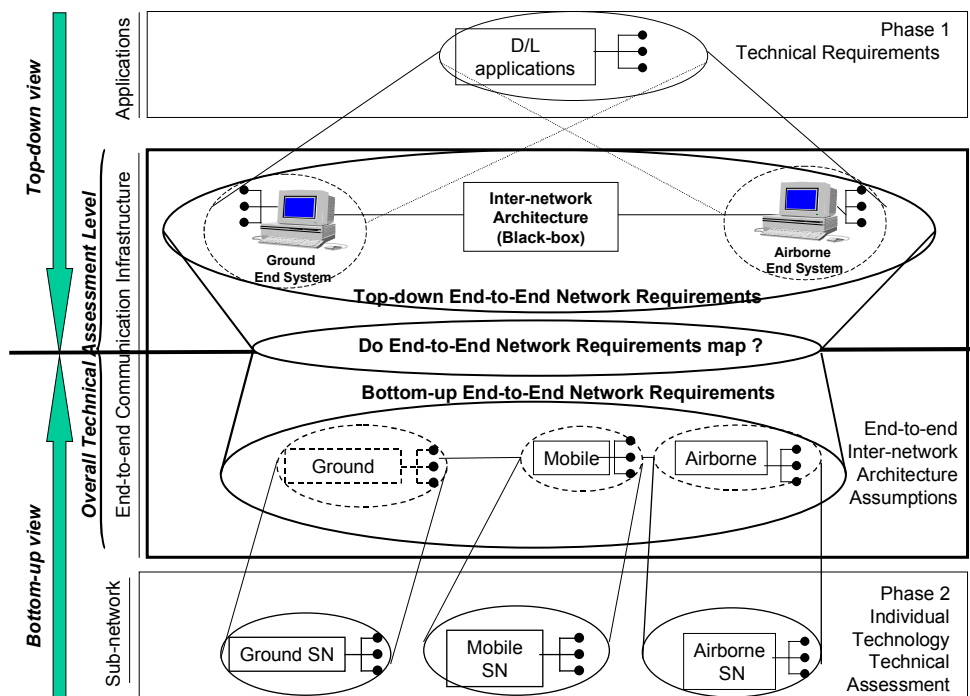 Top-down view
Bottom-up view
Overall Technical Assessment Level
Applications
End-to-end Communication Infrastructure
Sub-network
D/L
applications
Phase 1
Technical Requirements
Ground
End System
Inter-network
Architecture
(Black-box)
Airborne
End System
Top-down End-to-End Network Requirements
Do End-to-End Network Requirements map ?
Bottom-up End-to-End Network Requirements
Ground
Mobile
Airborne
End-to-end
Inter-network
Architecture
Assumptions
Ground SN
Mobile
SN
Airborne
SN
Phase 2
Individual
Technology
Technical
Assessment